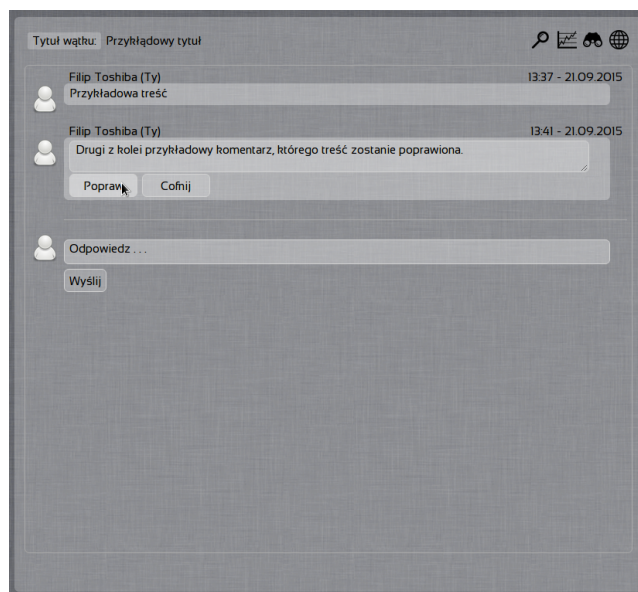 Tytuł wątku: Przykłądowy tytuł
Filip Toshiba (Ty) 13:37 - 21.09.2015
Przykładowa treść
Filip Toshiba (Ty) 13:41 - 21.09.2015
Drugi z kolei przykładowy komentarz, którego treść zostanie poprawiona.
Popraw Cofnij
Odpowiedz . . .
Wyślij